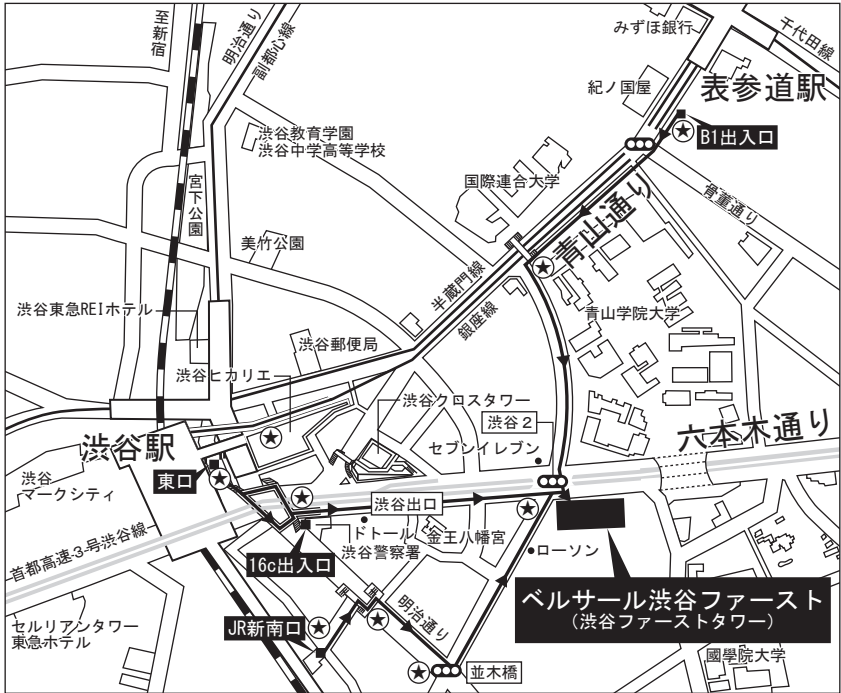 至新宿
明治通り
副都心線
みずほ銀行
千代田線
紀ノ国屋
表参道駅
B1出入口
渋谷教育学園
渋谷中学高等学校
国際連合大学
骨董通り
宮下公園
青山通り
美竹公園
半蔵門線
銀座線
青山学院大学
渋谷東急REIホテル
渋谷郵便局
渋谷ヒカリエ
渋谷クロスタワー
渋谷2
六本木通り
渋谷駅
セブンイレブン
東口
渋谷
マークシティ
渋谷出口
首都高速3号渋谷線
ドトール
渋谷警察署
金王八幡宮
ローソン
16c出入口
ベルサール渋谷ファースト
(渋谷ファーストタワー)
明治通り
JR新南口
セルリアンタワー
東急ホテル
並木橋
國學院大学